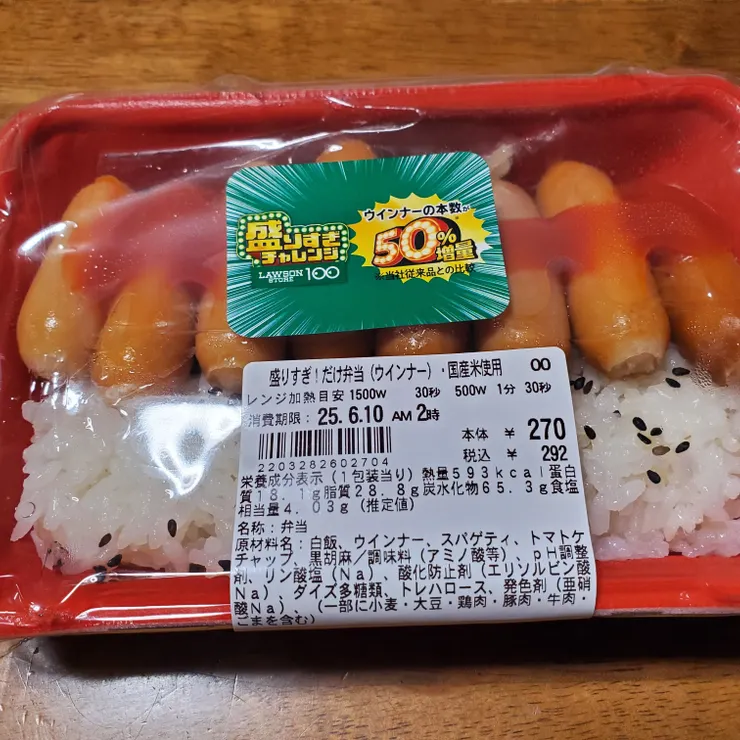 盛りすぎ
チャレンジ
LAWSON
STORE 100
ウインナーの本数が
50%
増量
※当社従来品との比較
盛りすぎ!だけ弁当(ウインナー)・国産米使用 00
レンジ加熱目安 1500W 30秒 500W 1分 30秒
消費期限: 25.6.10 AM 2時
本体 ¥ 270
税込 ¥ 292
2203282602704
栄養成分表示(1包装当り)熱量593kcal蛋白
質18.1g脂質28.8g炭水化物65.3g食塩
相当量4.03g(推定値)
名称:弁当
原材料名:白飯、ウインナー、スパゲティ、トマトケ
チャップ、黒胡麻/調味料(アミノ酸等)、pH調整
剤、リン酸塩(Na)、酸化防止剤(エリソルビン酸
Na)、ダイズ多糖類、トレハロース、発色剤(亜硝
酸Na)、(一部に小麦・大豆・鶏肉・豚肉・牛肉・
ごまを含む)